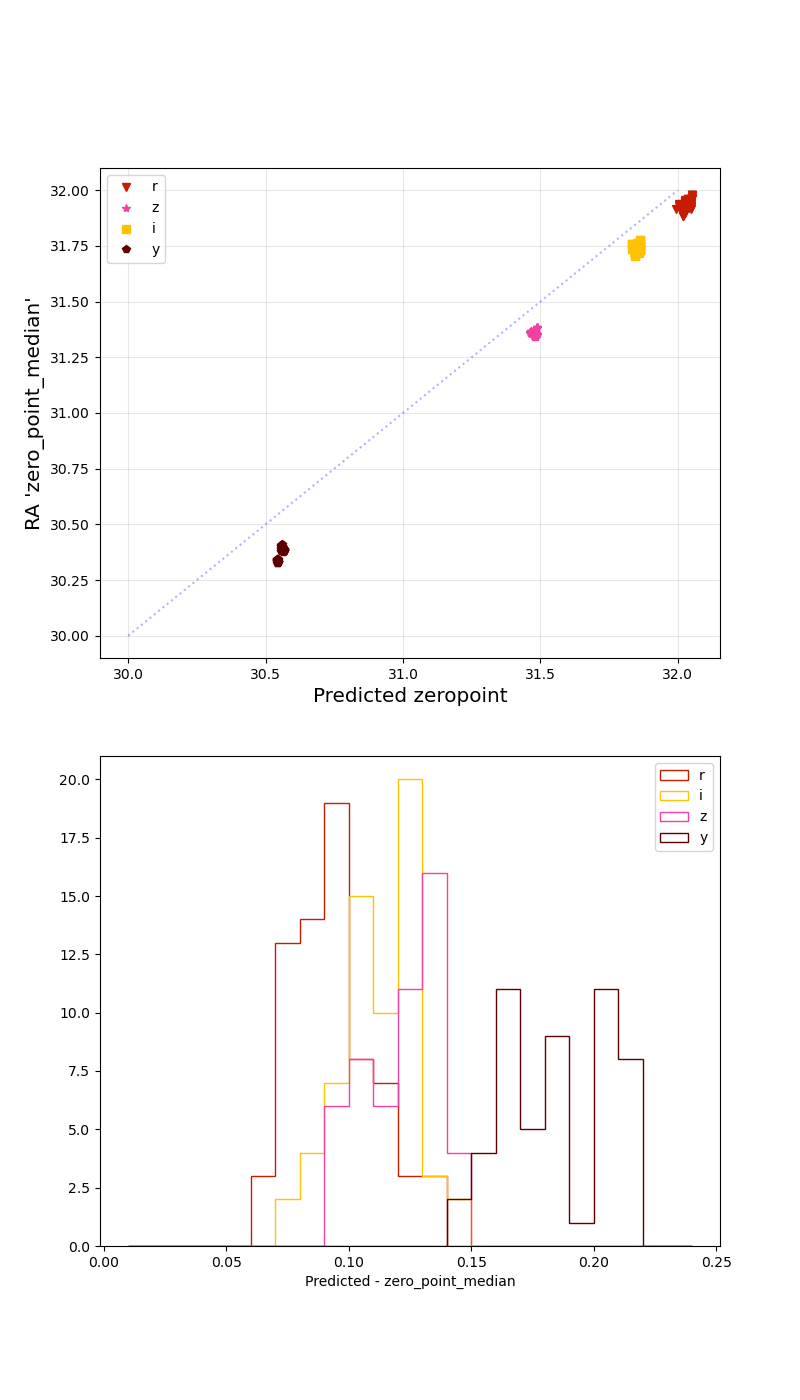 r
z
i
y
32.00
31.75
31.50
31.25
31.00
30.75
30.50
30.25
30.00
RA 'zero_point_median'
30.0 30.5 31.0 31.5 32.0
Predicted zeropoint
r
i
z
y
20.0
17.5
15.0
12.5
10.0
7.5
5.0
2.5
0.0
0.00 0.05 0.10 0.15 0.20 0.25
Predicted - zero_point_median